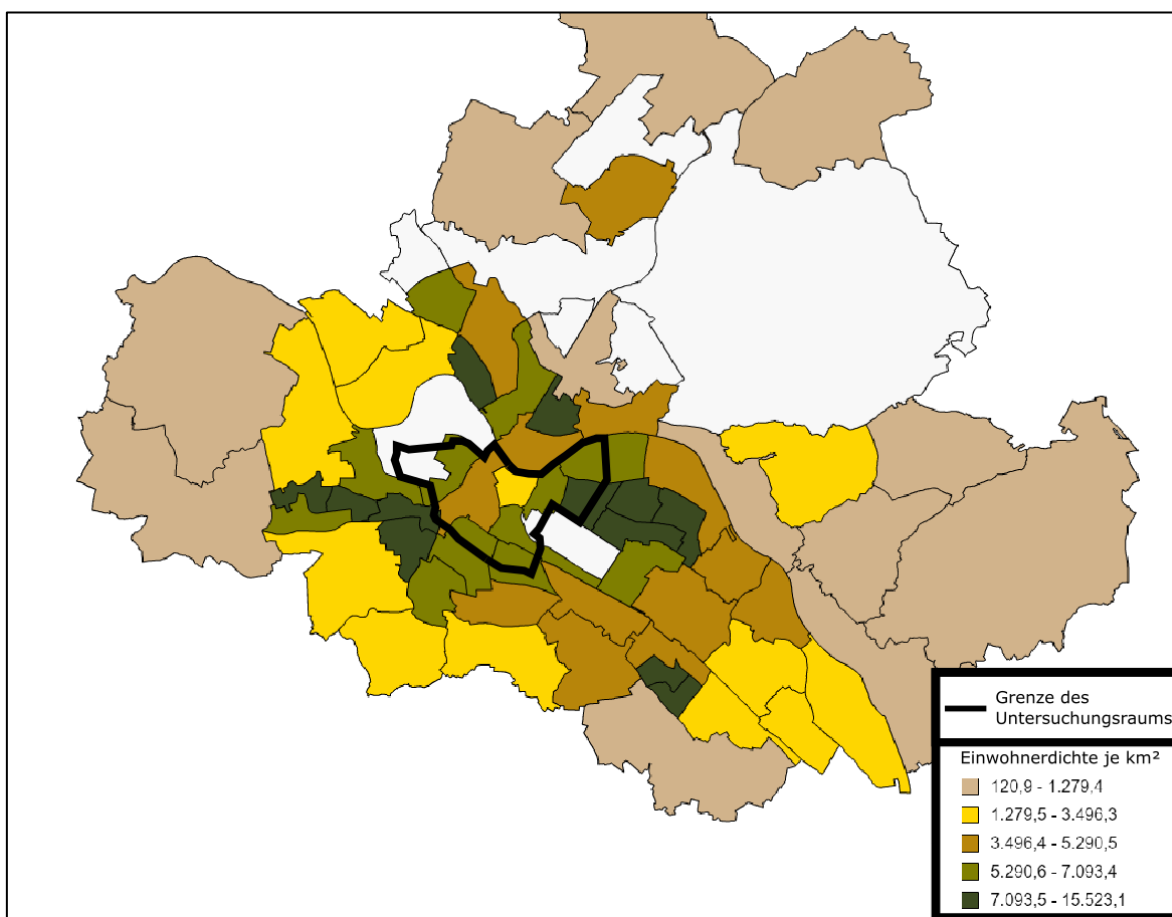 Grenze des
Untersuchungsraums
Einwohnerdichte je km²
120,9 - 1.279,4
1.279,5 - 3.496,3
3.496,4 - 5.290,5
5.290,6 - 7.093,4
7.093,5 - 15.523,1